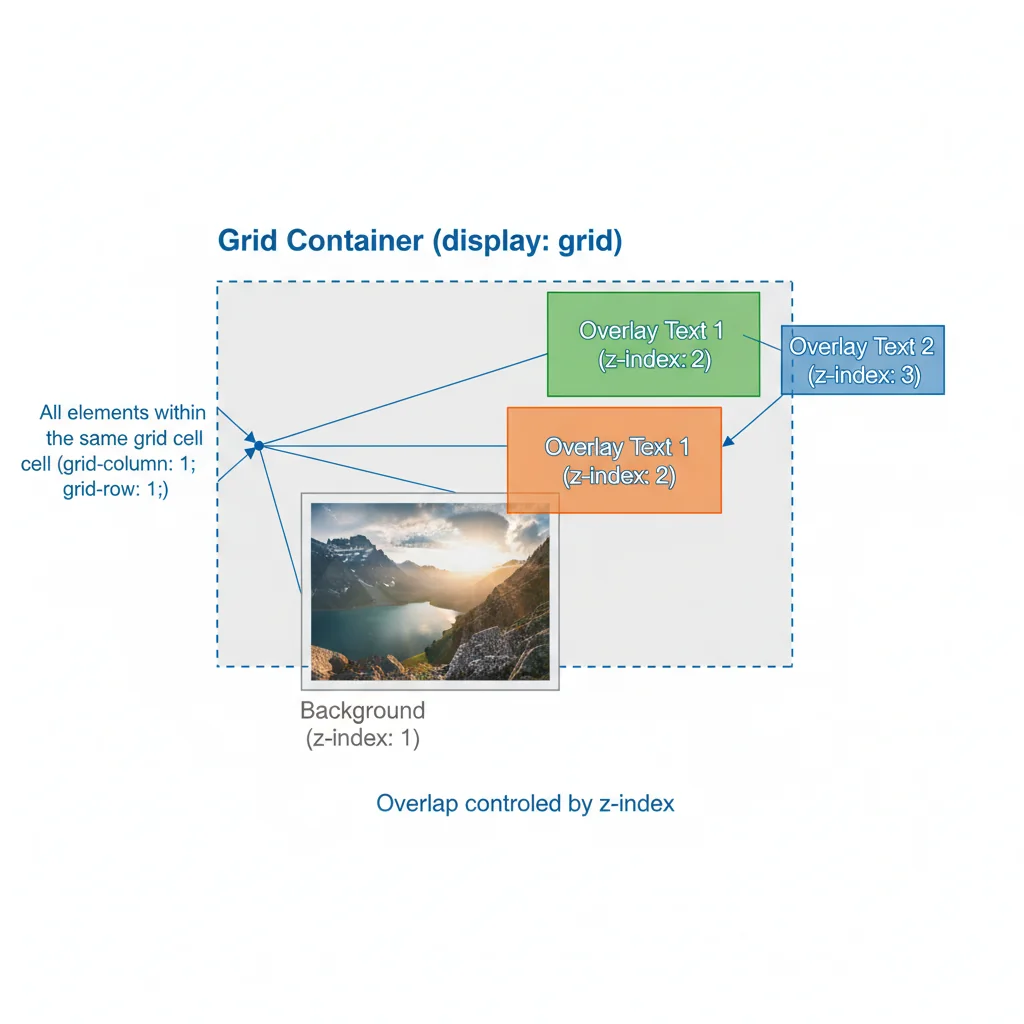 Grid Container (display: grid)
Overlay Text 1
(z-index: 2)
Overlay Text 2
(z-index: 3)
All elements within
the same grid cell
cell (grid-column: 1;
grid-row: 1;)
Overlay Text 1
(z-index: 2)
Background
(z-index: 1)
Overlap controled by z-index